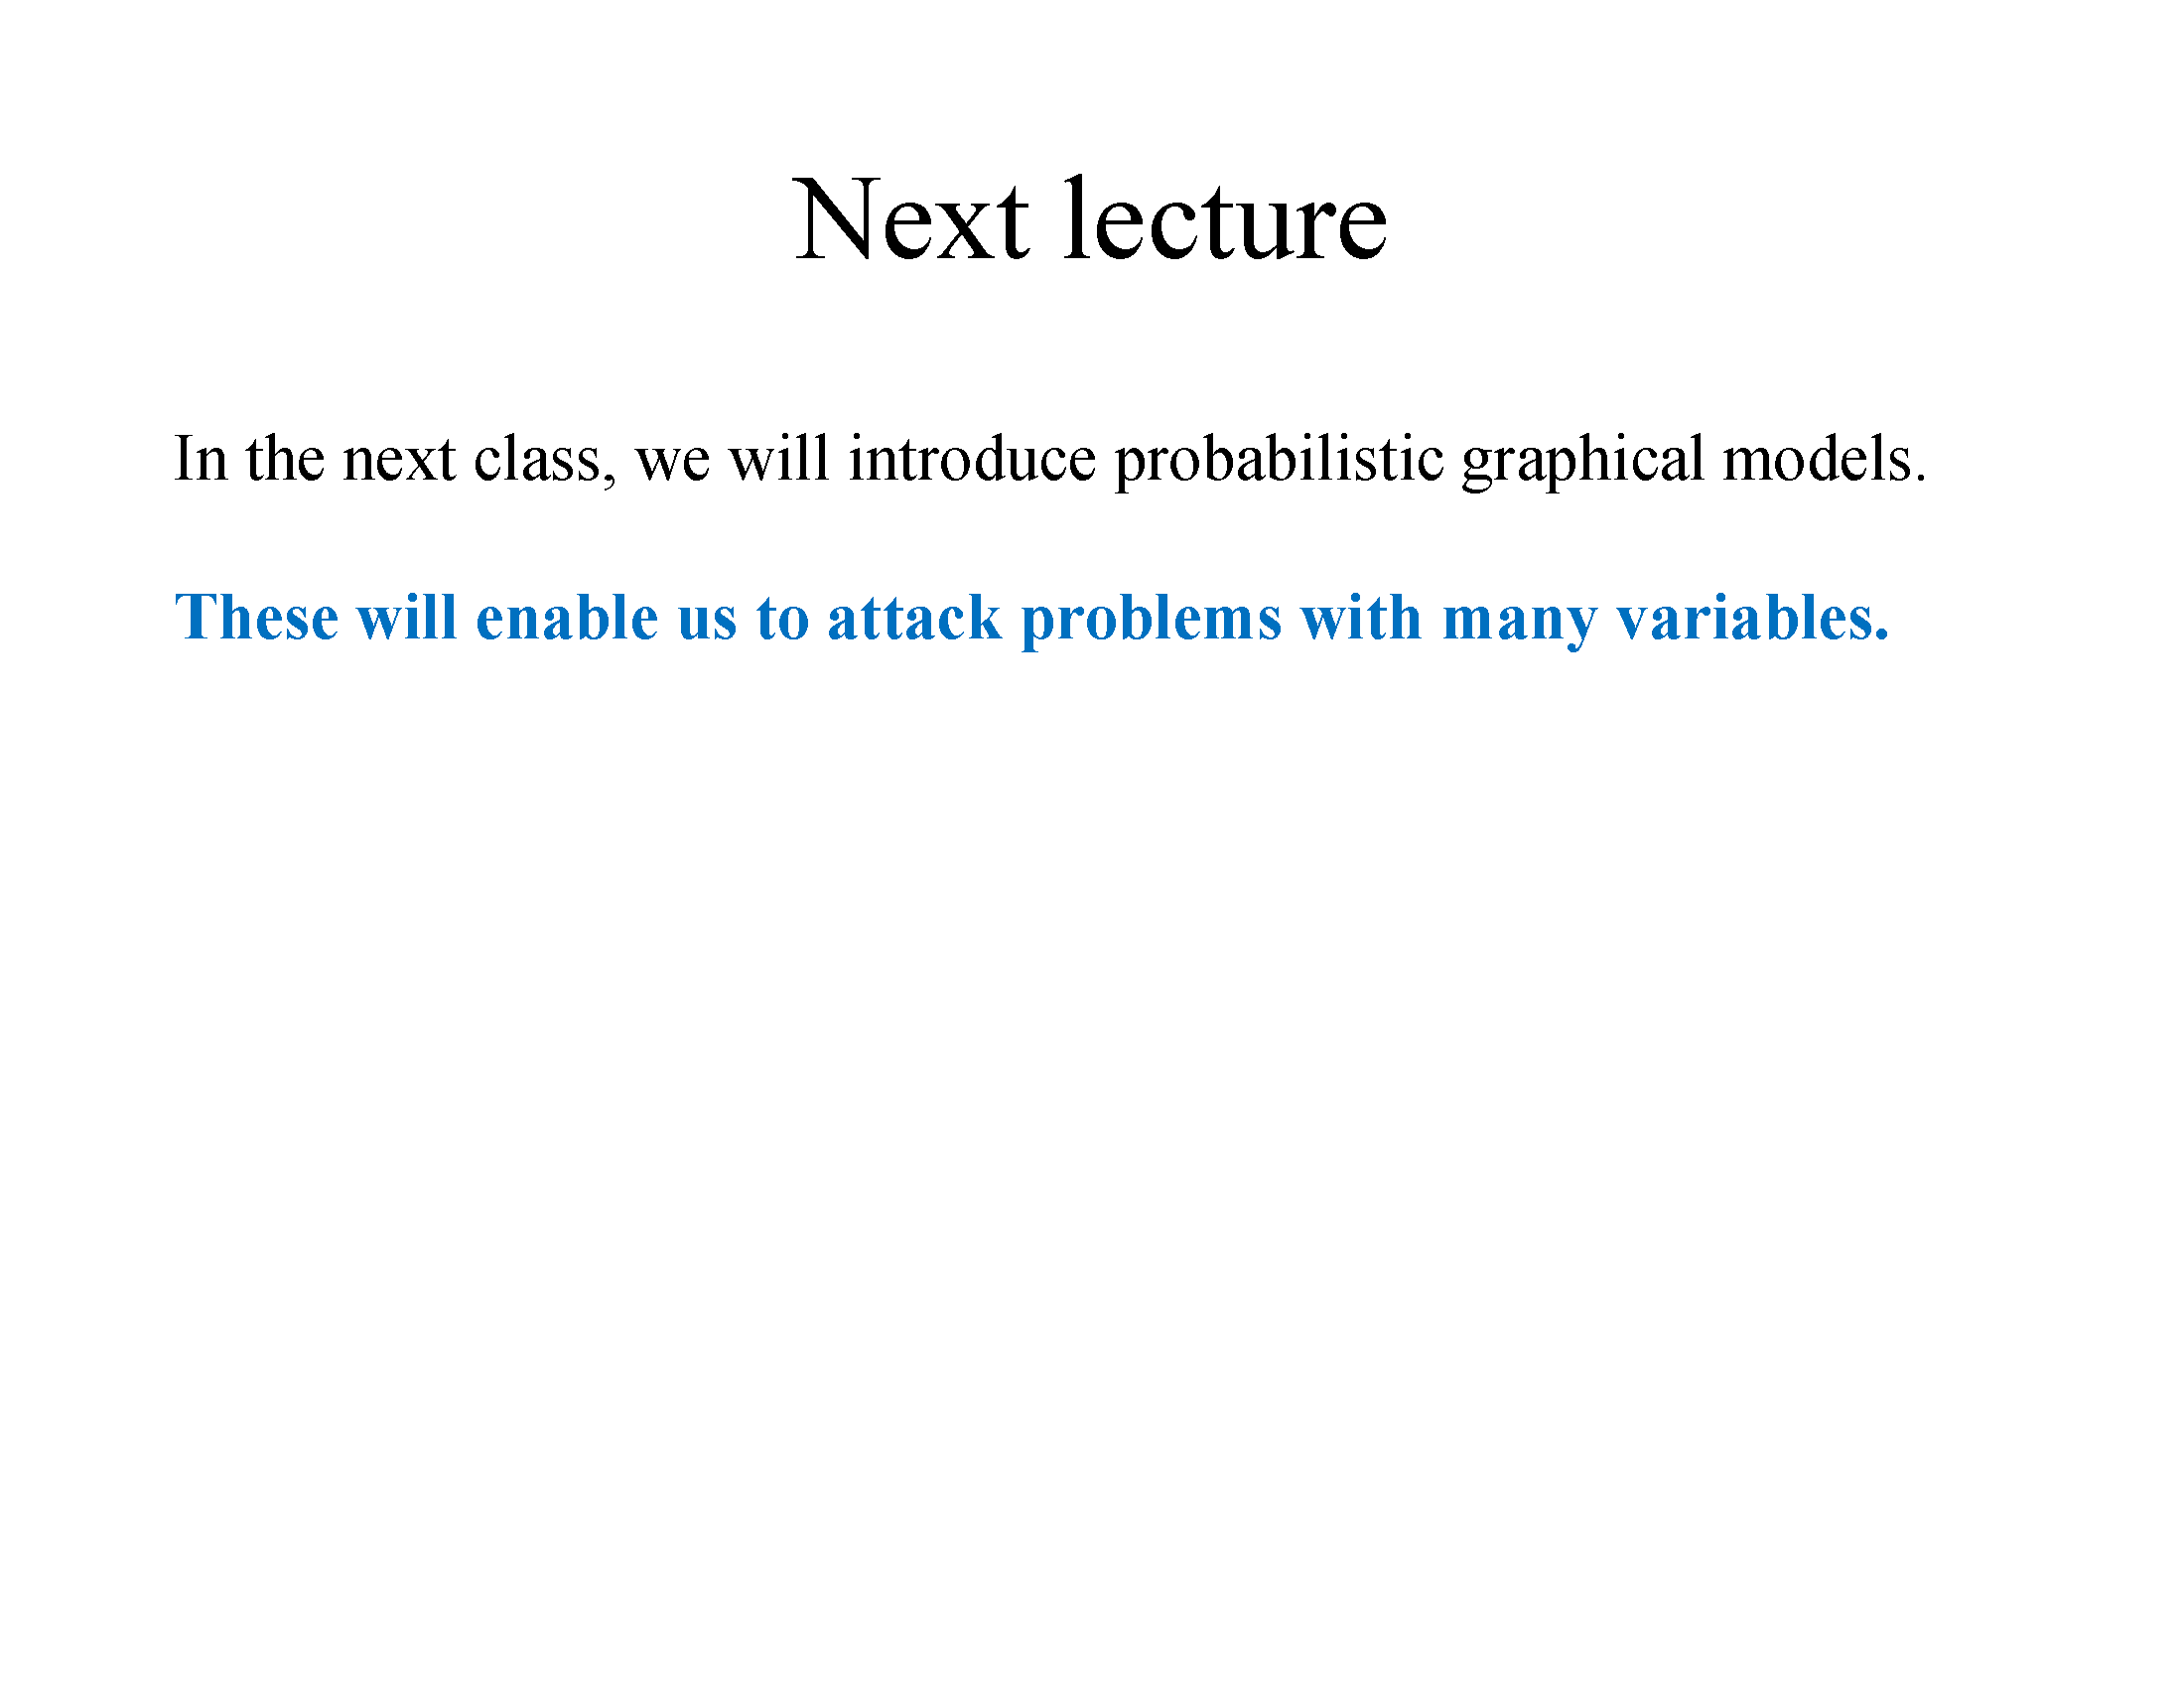 Next lecture
In the next class, we will introduce probabilistic graphical models.
These will enable us to attack problems with many variables.